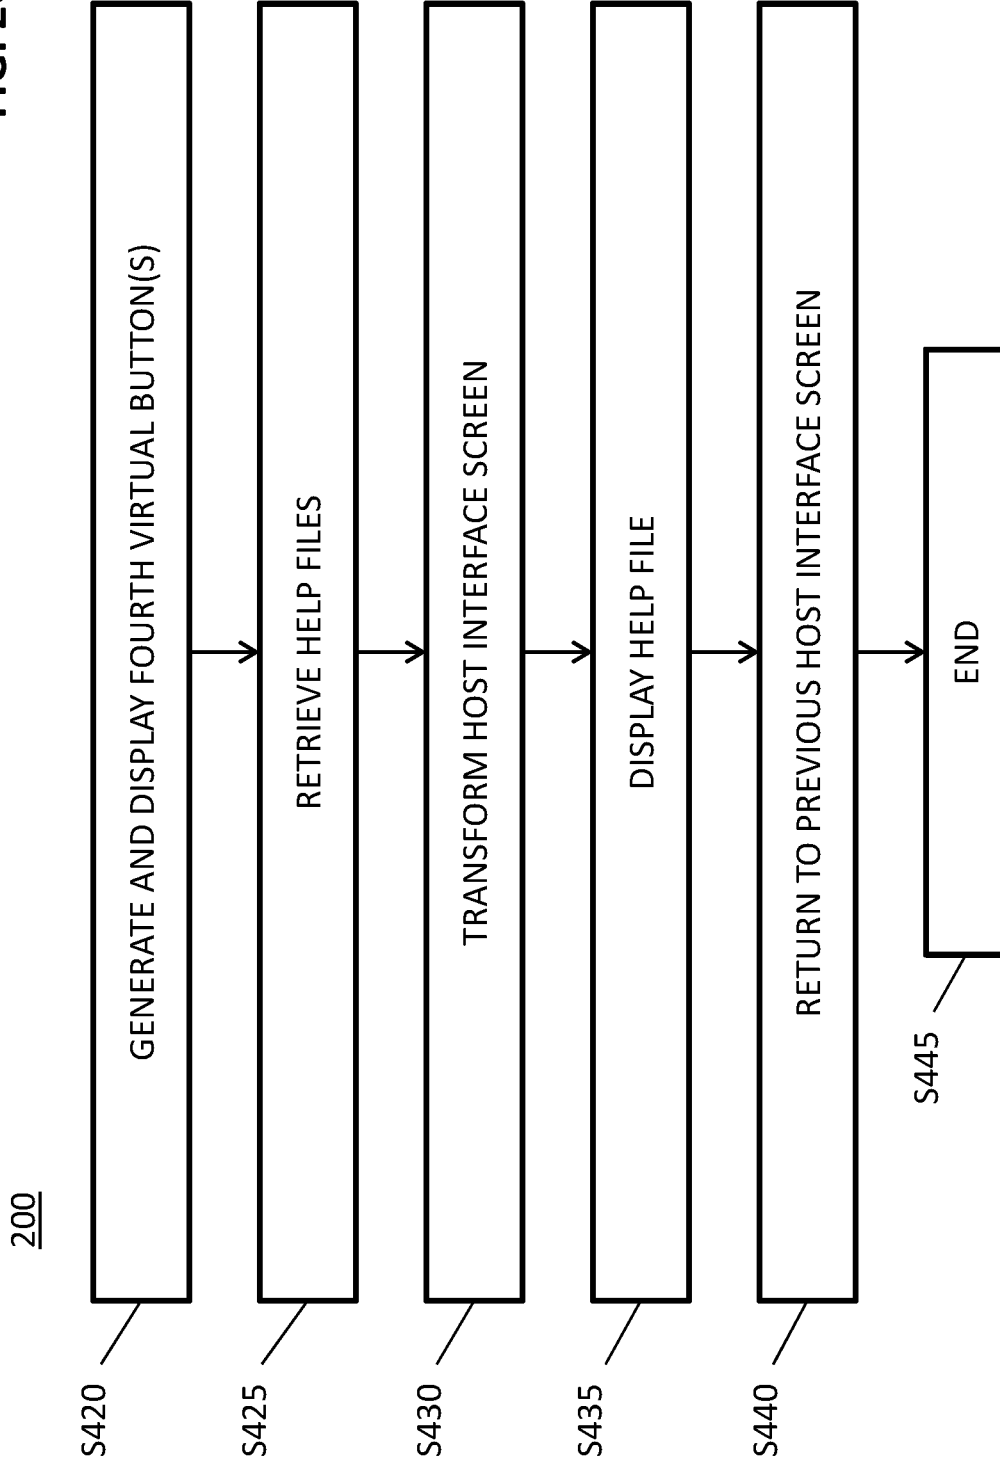 200
S420
GENERATE AND DISPLAY FOURTH VIRTUAL BUTTON(S)
S425
RETRIEVE HELP FILES
S430
TRANSFORM HOST INTERFACE SCREEN
S435
DISPLAY HELP FILE
S440
RETURN TO PREVIOUS HOST INTERFACE SCREEN
S445
END